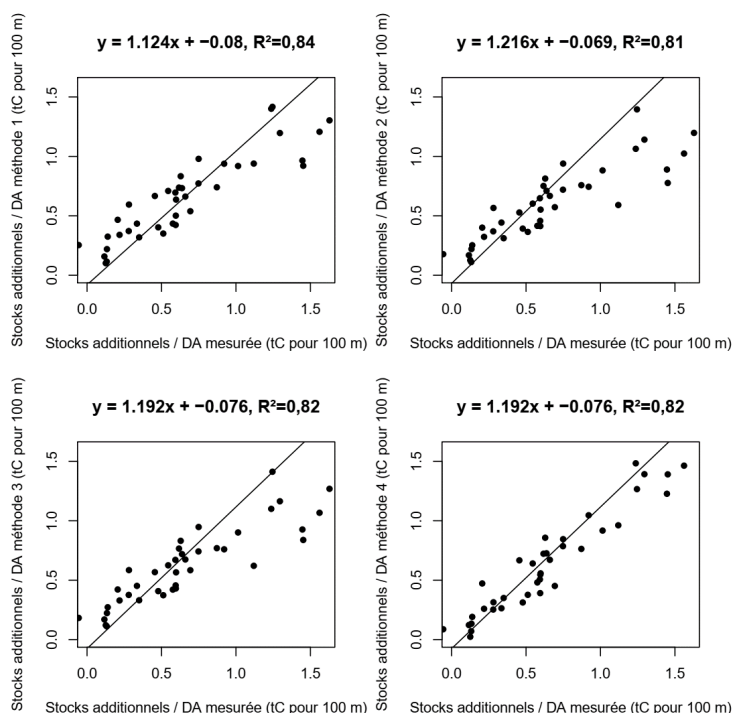 y = 1.124x + −0.08, R²=0,84
Stocks additionnels / DA méthode 1 (tC pour 100 m)
1.5
1.0
0.5
0.0
0.0 0.5 1.0 1.5
Stocks additionnels / DA mesurée (tC pour 100 m)
y = 1.216x + −0.069, R²=0,81
Stocks additionnels / DA méthode 2 (tC pour 100 m)
1.5
1.0
0.5
0.0
0.0 0.5 1.0 1.5
Stocks additionnels / DA mesurée (tC pour 100 m)
y = 1.192x + −0.076, R²=0,82
Stocks additionnels / DA méthode 3 (tC pour 100 m)
1.5
1.0
0.5
0.0
0.0 0.5 1.0 1.5
Stocks additionnels / DA mesurée (tC pour 100 m)
y = 1.192x + −0.076, R²=0,82
Stocks additionnels / DA méthode 4 (tC pour 100 m)
1.5
1.0
0.5
0.0
0.0 0.5 1.0 1.5
Stocks additionnels / DA mesurée (tC pour 100 m)